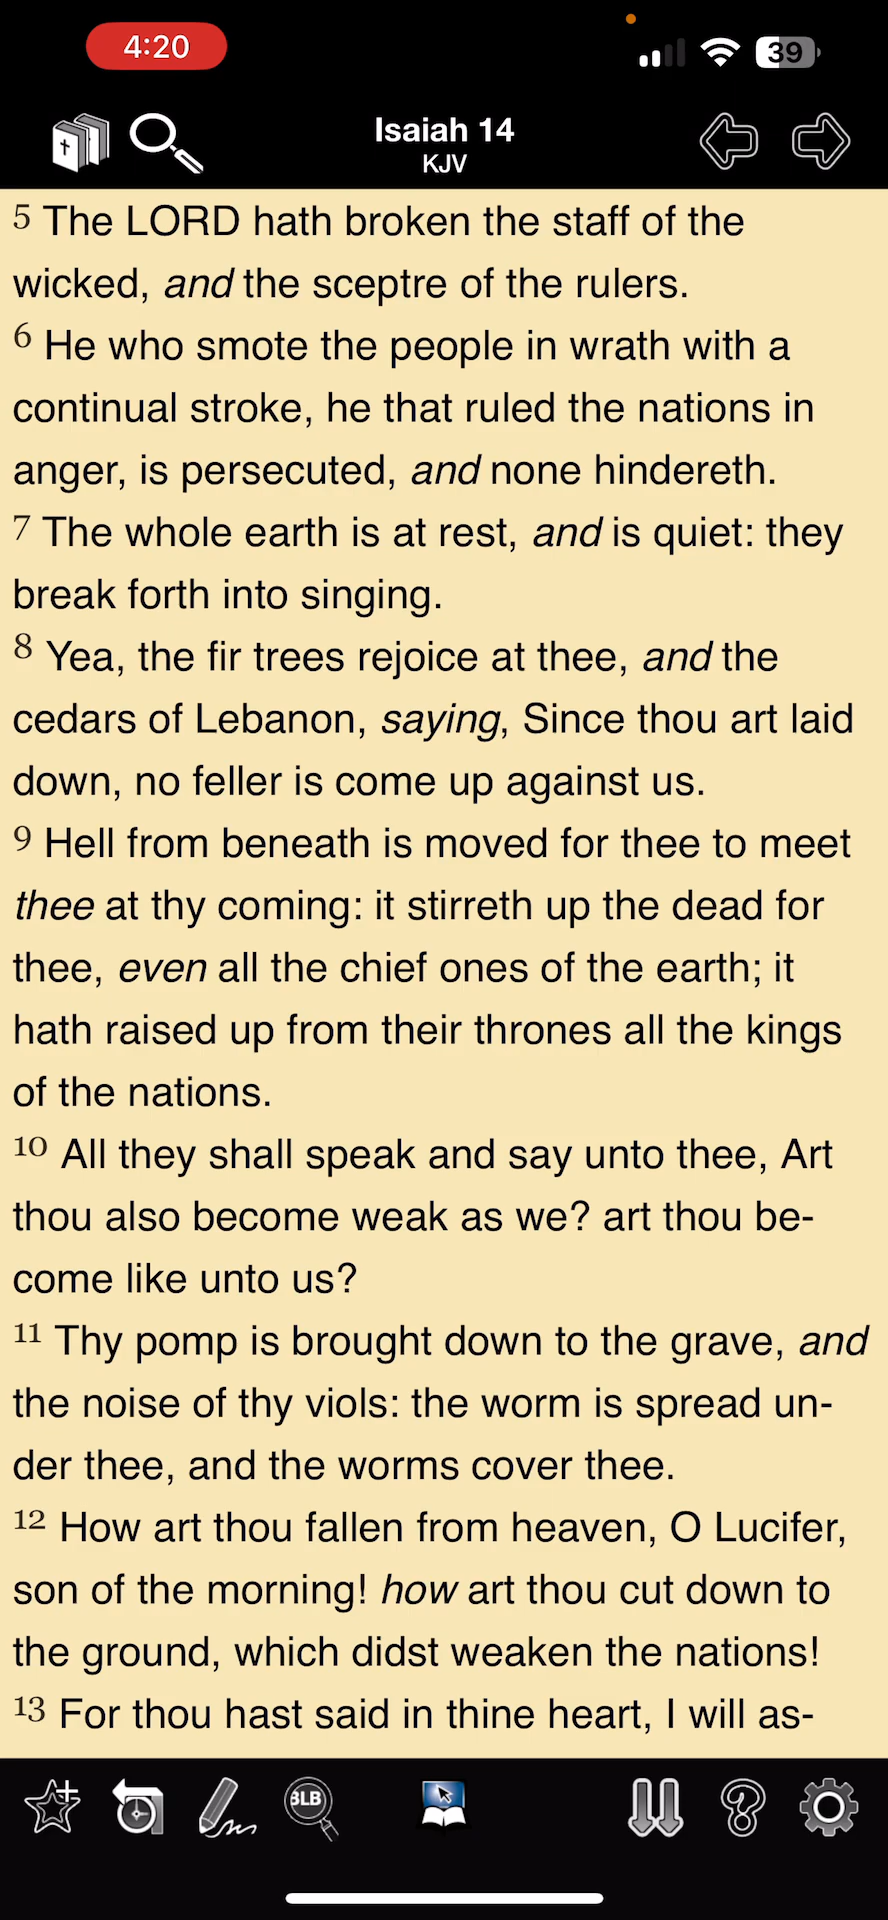 4:20
39
Isaiah 14
KJV
5 The LORD hath broken the staff of the
wicked, and the sceptre of the rulers.
6 He who smote the people in wrath with a
continual stroke, he that ruled the nations in
anger, is persecuted, and none hindereth.
7 The whole earth is at rest, and is quiet: they
break forth into singing.
8 Yea, the fir trees rejoice at thee, and the
cedars of Lebanon, saying, Since thou art laid
down, no feller is come up against us.
9 Hell from beneath is moved for thee to meet
thee at thy coming: it stirreth up the dead for
thee, even all the chief ones of the earth; it
hath raised up from their thrones all the kings
of the nations.
10 All they shall speak and say unto thee, Art
thou also become weak as we? art thou be-
come like unto us?
11 Thy pomp is brought down to the grave, and
the noise of thy viols: the worm is spread un-
der thee, and the worms cover thee.
12 How art thou fallen from heaven, O Lucifer,
son of the morning! how art thou cut down to
the ground, which didst weaken the nations!
13 For thou hast said in thine heart, I will as-
BLB